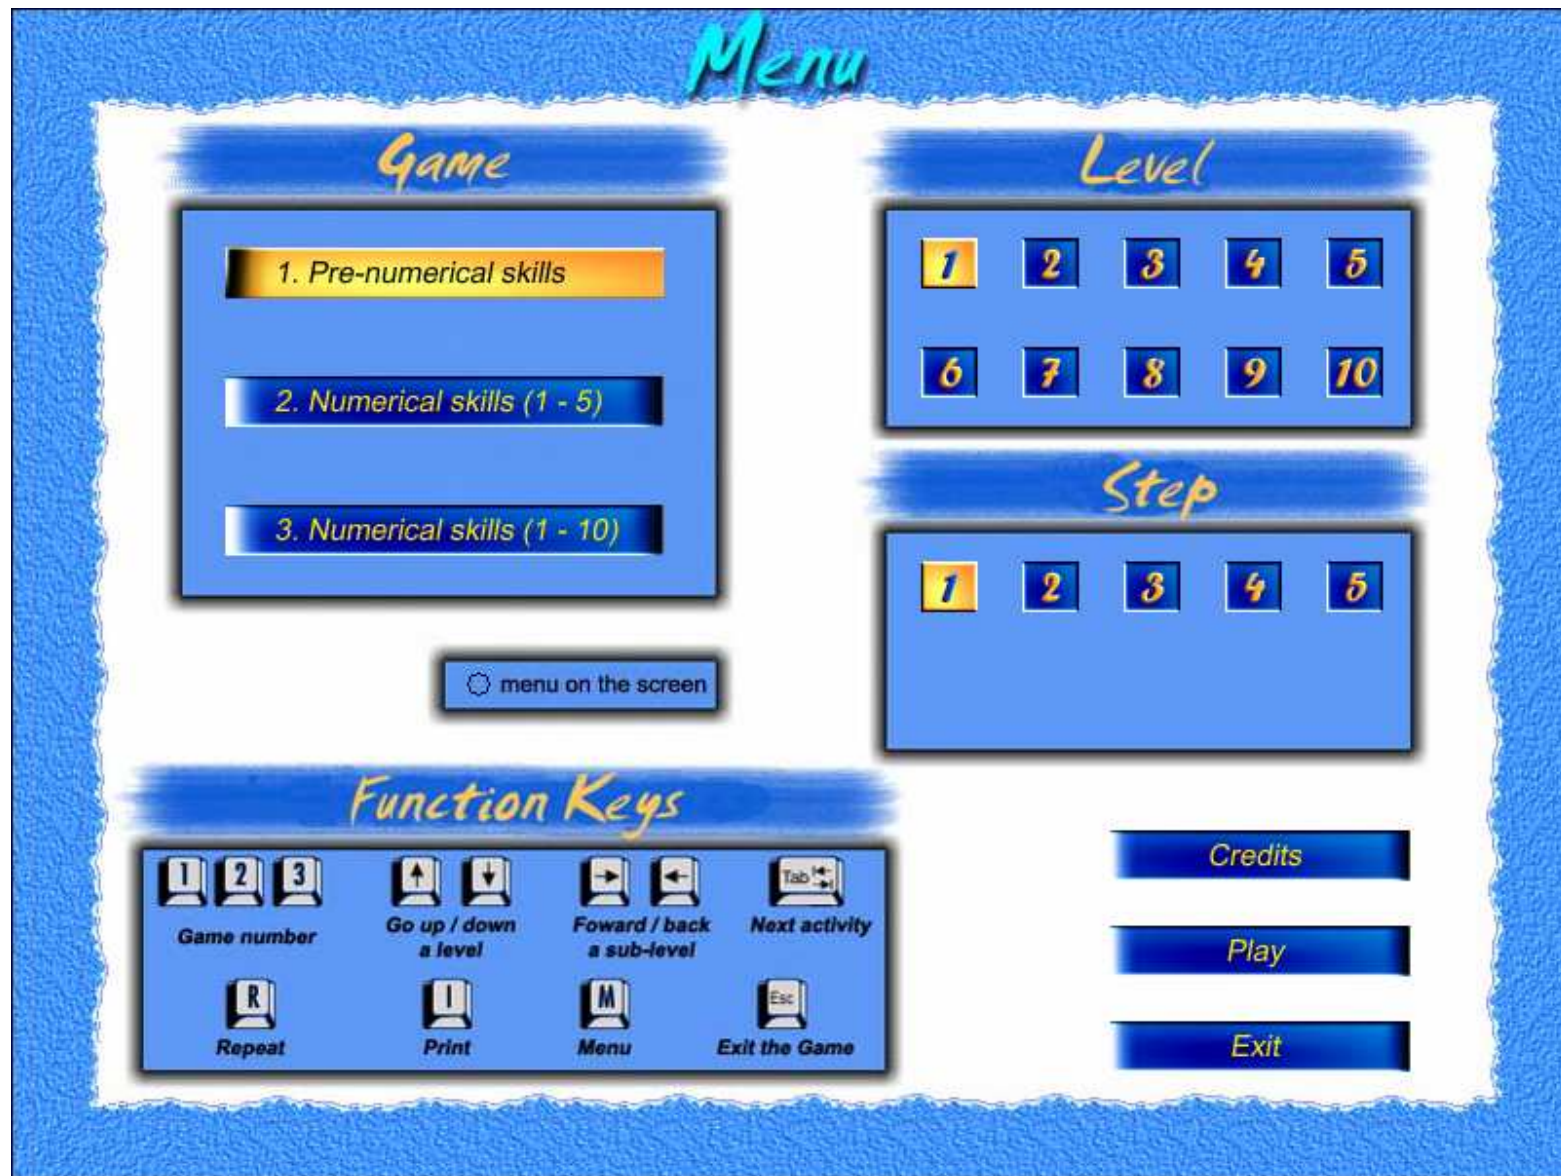 Menu
Game
1. Pre-numerical skills
2. Numerical skills (1 - 5)
3. Numerical skills (1 - 10)
menu on the screen
Level
1 2 3 4 5
6 7 8 9 10
Step
1 2 3 4 5
Function Keys
1 2 3
Game number
↑ ↓
Go up / down
a level
→ ←
Foward / back
a sub-level
Tab
Next activity
R
Repeat
I
Print
M
Menu
Esc
Exit the Game
Credits
Play
Exit